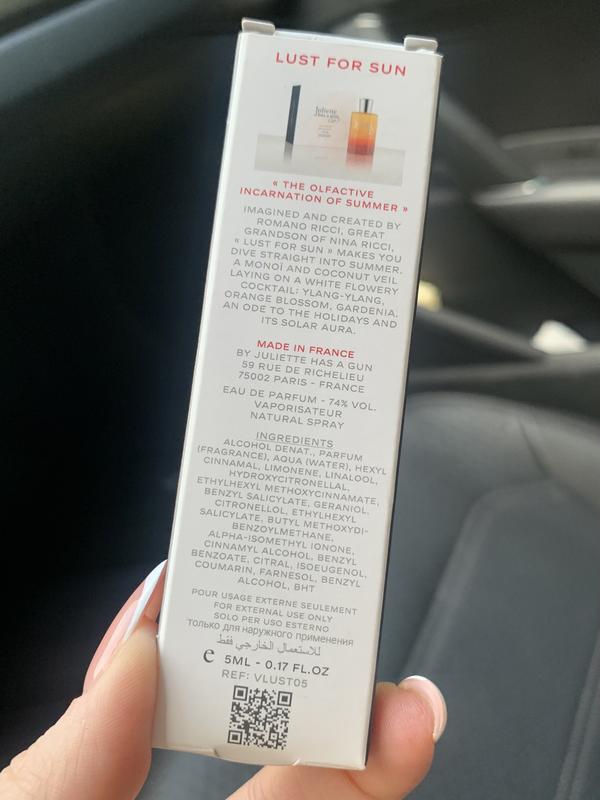 LUST FOR SUN
Juliette
« THE OLFACTIVE
INCARNATION OF SUMMER »
IMAGINED AND CREATED BY
ROMANO RICCI, GREAT
GRANDSON OF NINA RICCI,
« LUST FOR SUN » MAKES YOU
DIVE STRAIGHT INTO SUMMER.
A MONOÏ AND COCONUT VEIL
LAYING ON A WHITE FLOWERY
COCKTAIL: YLANG-YLANG,
ORANGE BLOSSOM, GARDENIA.
AN ODE TO THE HOLIDAYS AND
ITS SOLAR AURA.
MADE IN FRANCE
BY JULIETTE HAS A GUN
59 RUE DE RICHELIEU
75002 PARIS - FRANCE
EAU DE PARFUM - 74% VOL.
VAPORISATEUR
NATURAL SPRAY
INGREDIENTS
ALCOHOL DENAT., PARFUM
(FRAGRANCE), AQUA (WATER), HEXYL
CINNAMAL, LIMONENE, LINALOOL,
HYDROXYCITRONELLAL,
ETHYLHEXYL METHOXYCINNAMATE,
BENZYL SALICYLATE, GERANIOL,
CITRONELLOL, ETHYLHEXYL
SALICYLATE, BUTYL METHOXYDI-
BENZOYLMETHANE,
ALPHA-ISOMETHYL IONONE,
CINNAMYL ALCOHOL, BENZYL
BENZOATE, CITRAL, ISOEUGENOL,
COUMARIN, FARNESOL, BENZYL
ALCOHOL, BHT
POUR USAGE EXTERNE SEULEMENT
FOR EXTERNAL USE ONLY
SOLO PER USO ESTERNO
Только для наружного применения
للاستعمال الخارجي فقط
℮ 5ML - 0.17 FL.OZ
REF: VLUST05